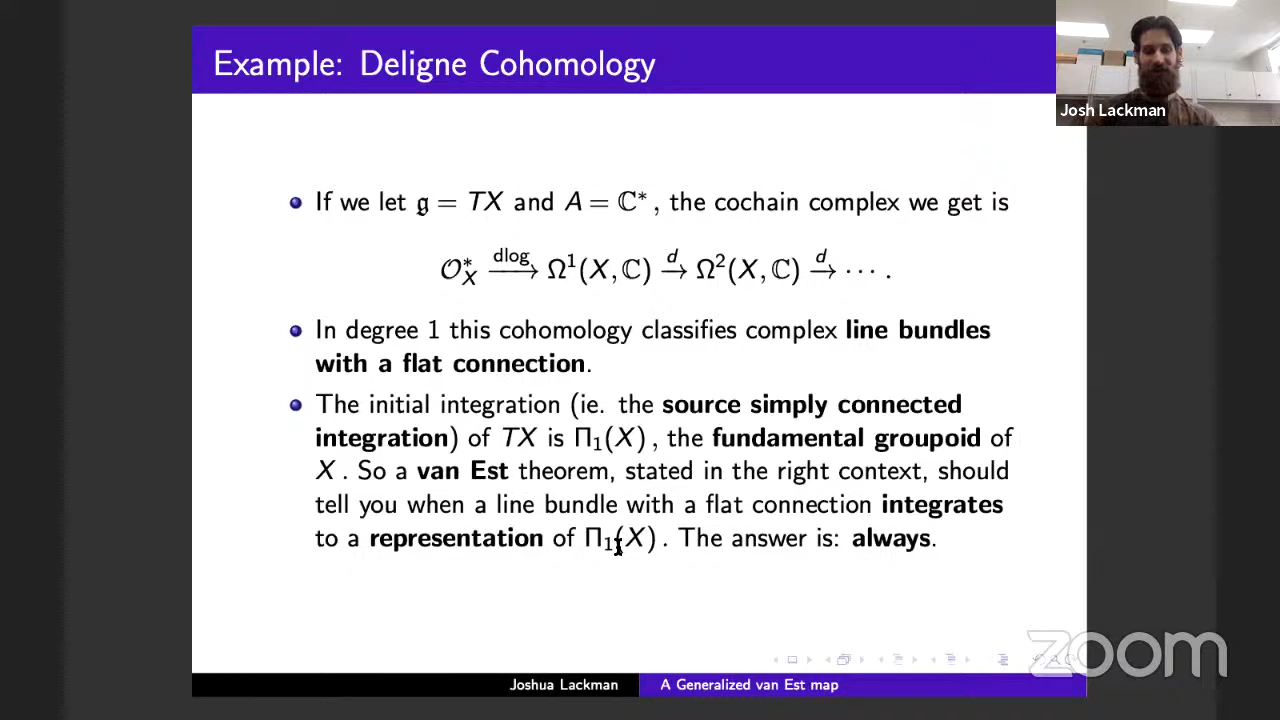 Example: Deligne Cohomology
Josh Lackman
If we let 𝔤 = TX and A = ℂ*, the cochain complex we get is
𝒪*_X —dlog→ Ω¹(X, ℂ) —d→ Ω²(X, ℂ) —d→ ⋯ .
In degree 1 this cohomology classifies complex line bundles
with a flat connection.
The initial integration (ie. the source simply connected
integration) of TX is Π₁(X), the fundamental groupoid of
X. So a van Est theorem, stated in the right context, should
tell you when a line bundle with a flat connection integrates
to a representation of Π₁(X). The answer is: always.
zoom
Joshua Lackman
A Generalized van Est map